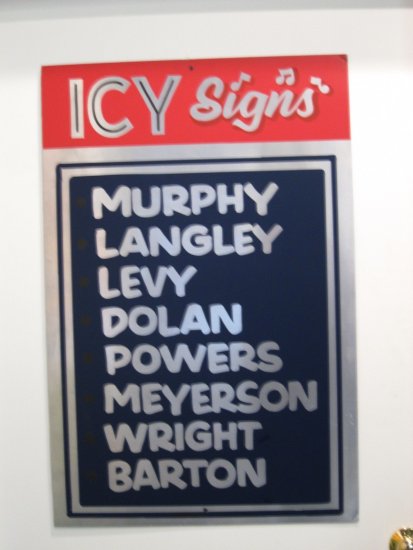 ICY Signs
MURPHY
LANGLEY
LEVY
DOLAN
POWERS
MEYERSON
WRIGHT
BARTON